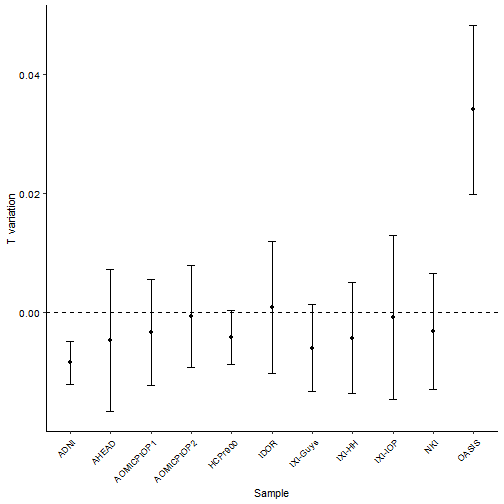 T variation
0.04
0.02
0.00
ADNI
AHEAD
AOMICPIOP1
AOMICPIOP2
HCPr900
IDOR
IXI-Guys
IXI-HH
IXI-IOP
NKI
OASIS
Sample